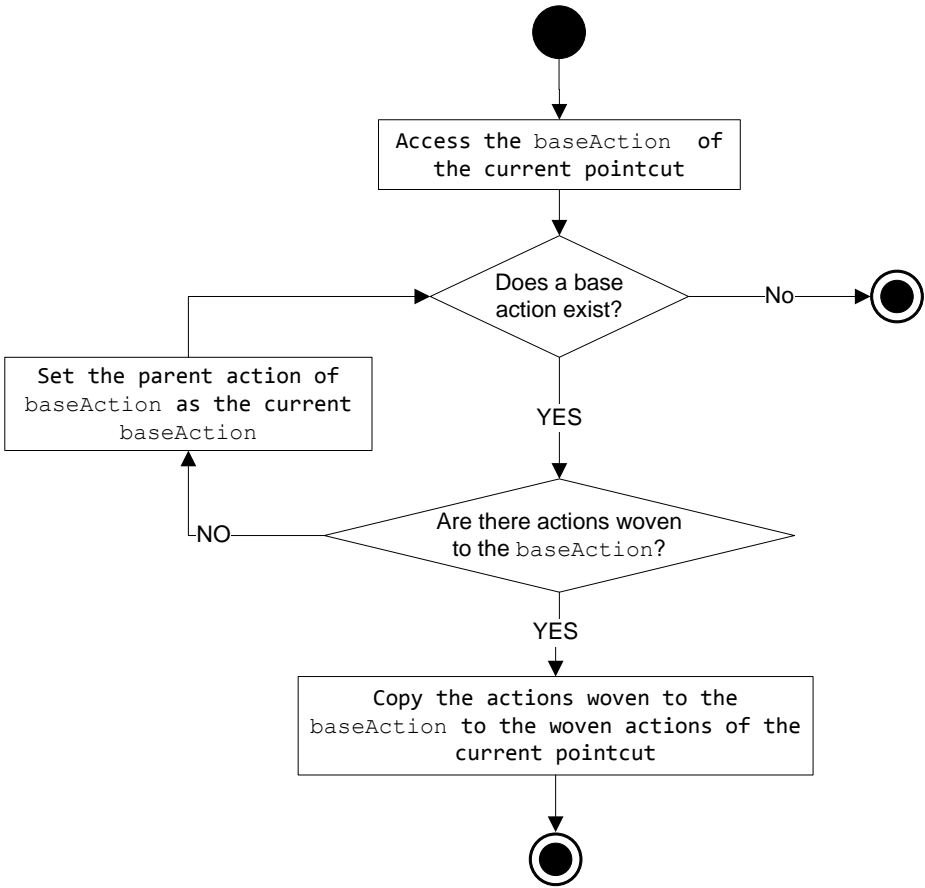 Access the baseAction of
the current pointcut
Does a base
action exist?
No
Set the parent action of
baseAction as the current
baseAction
YES
Are there actions woven
to the baseAction?
NO
YES
Copy the actions woven to the
baseAction to the woven actions of the
current pointcut